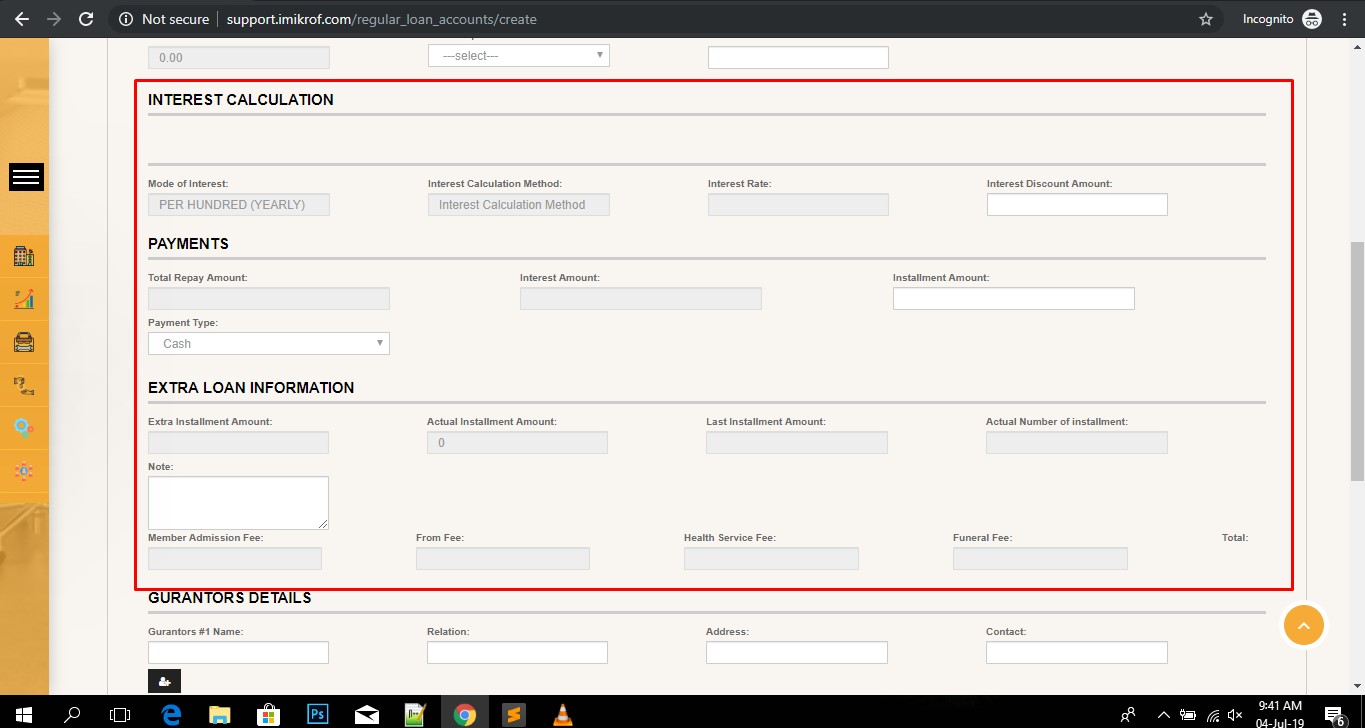 Not secure support.imikrof.com/regular_loan_accounts/create Incognito
0.00 ---select---
INTEREST CALCULATION
Mode of Interest: Interest Calculation Method: Interest Rate: Interest Discount Amount:
PER HUNDRED (YEARLY) Interest Calculation Method
PAYMENTS
Total Repay Amount: Interest Amount: Installment Amount:
Payment Type:
Cash
EXTRA LOAN INFORMATION
Extra Installment Amount: Actual Installment Amount: Last Installment Amount: Actual Number of installment:
0
Note:
Member Admission Fee: From Fee: Health Service Fee: Funeral Fee: Total:
GURANTORS DETAILS
Gurantors #1 Name: Relation: Address: Contact:
Ps 9:41 AM
04-Jul-19 6